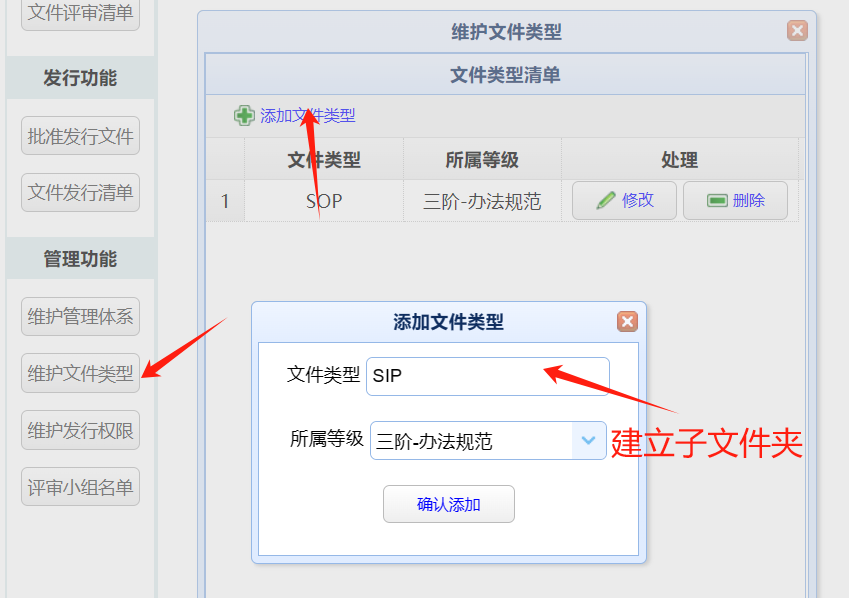 文件评审清单
发行功能
批准发行文件
文件发行清单
管理功能
维护管理体系
维护文件类型
维护发行权限
评审小组名单
维护文件类型
文件类型清单
添加文件类型
文件类型 所属等级 处理
1 SOP 三阶-办法规范 修改 删除
添加文件类型
文件类型 SIP
所属等级 三阶-办法规范
确认添加
建立子文件夹